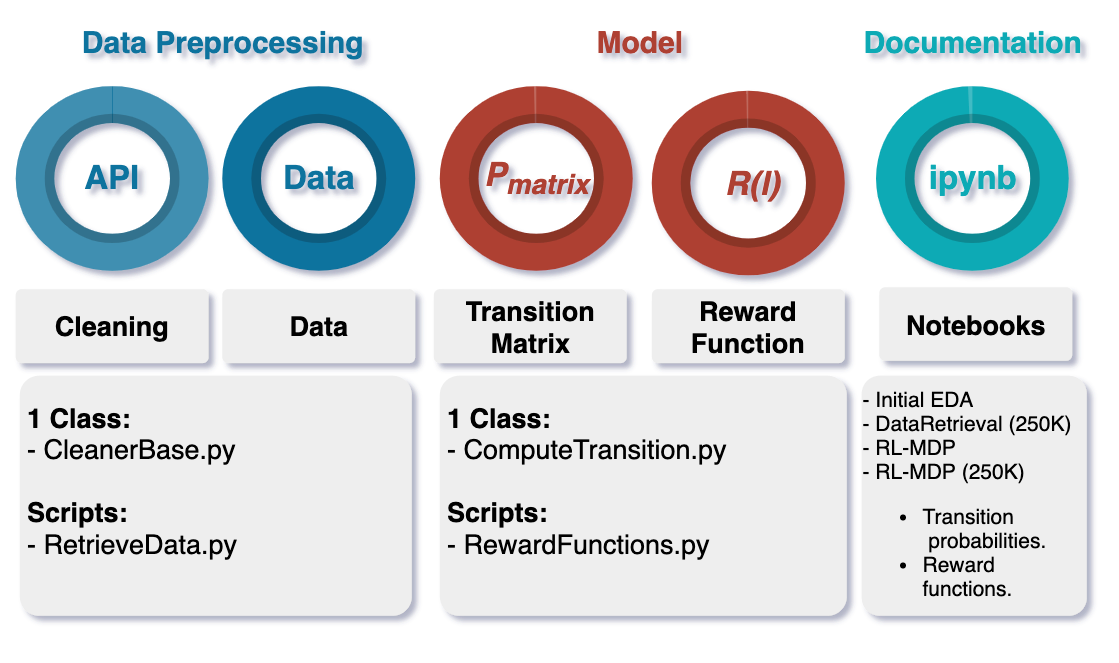 Data Preprocessing
Model
Documentation
API
Data
Pmatrix
R(I)
ipynb
Cleaning
Data
Transition
Matrix
Reward
Function
Notebooks
1 Class:
- CleanerBase.py
Scripts:
- RetrieveData.py
1 Class:
- ComputeTransition.py
Scripts:
- RewardFunctions.py
- Initial EDA
- DataRetrieval (250K)
- RL-MDP
- RL-MDP (250K)
• Transition
probabilities.
• Reward
functions.